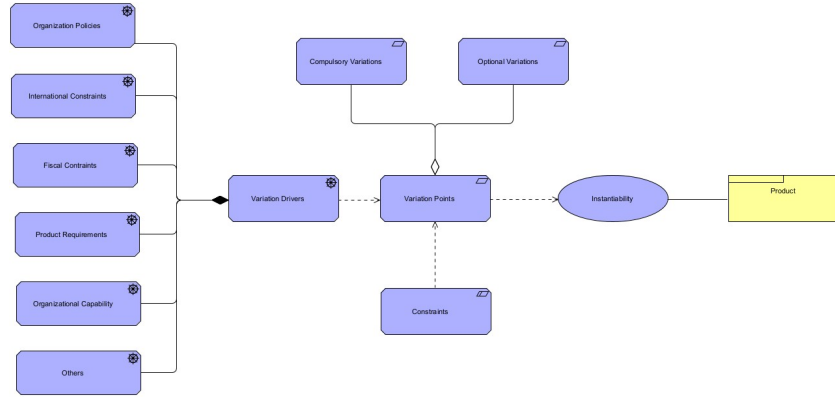 Organization Policies
International Constraints
Fiscal Contraints
Product Requirements
Organizational Capability
Others
Variation Drivers
Compulsory Variations
Optional Variations
Variation Points
Constraints
Instantiability
Product